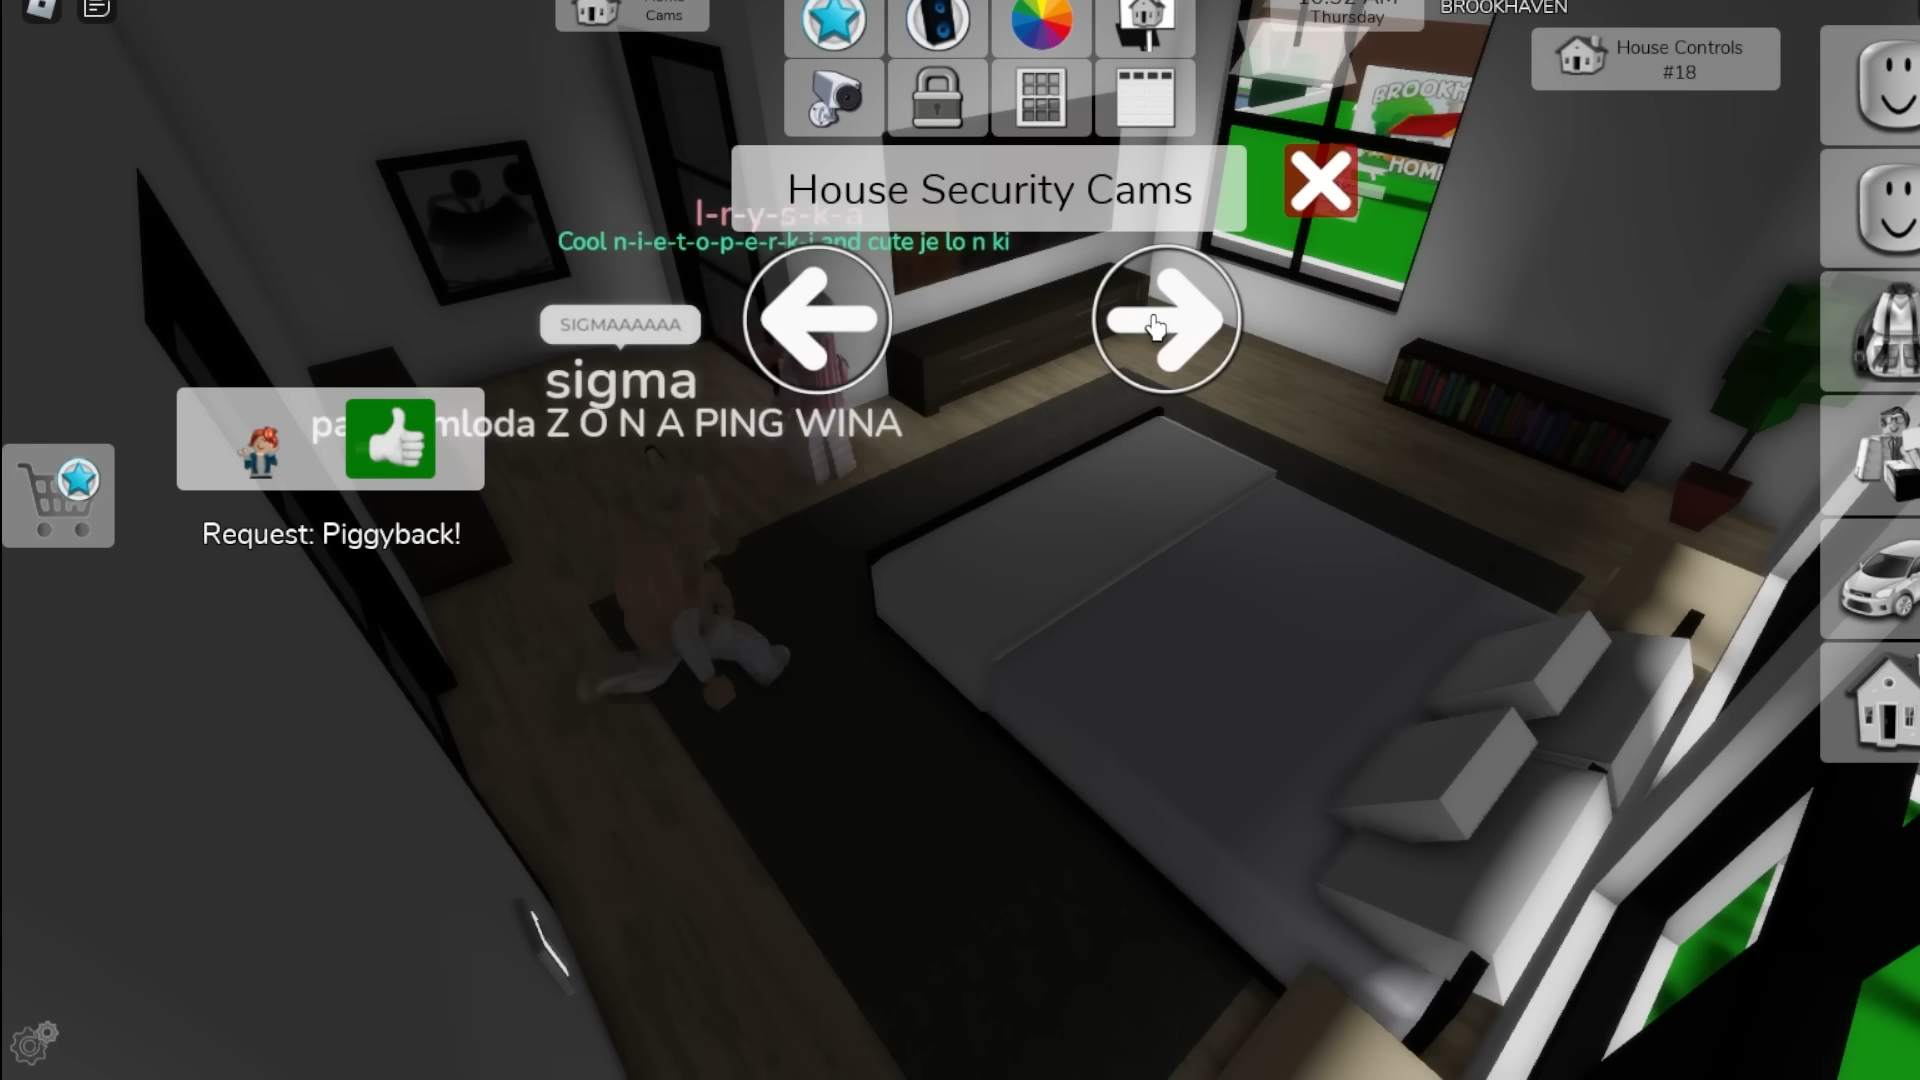 Cams
Thursday
BROOKHAVEN
House Controls
#18
House Security Cams
l-r-y-s-k-a
Cool n-i-e-t-o-p-e-r-k-i and cute je lo n ki
SIGMAAAAAA
sigma
mloda Z O N A PING WINA
Request: Piggyback!
BROOKH
HOM